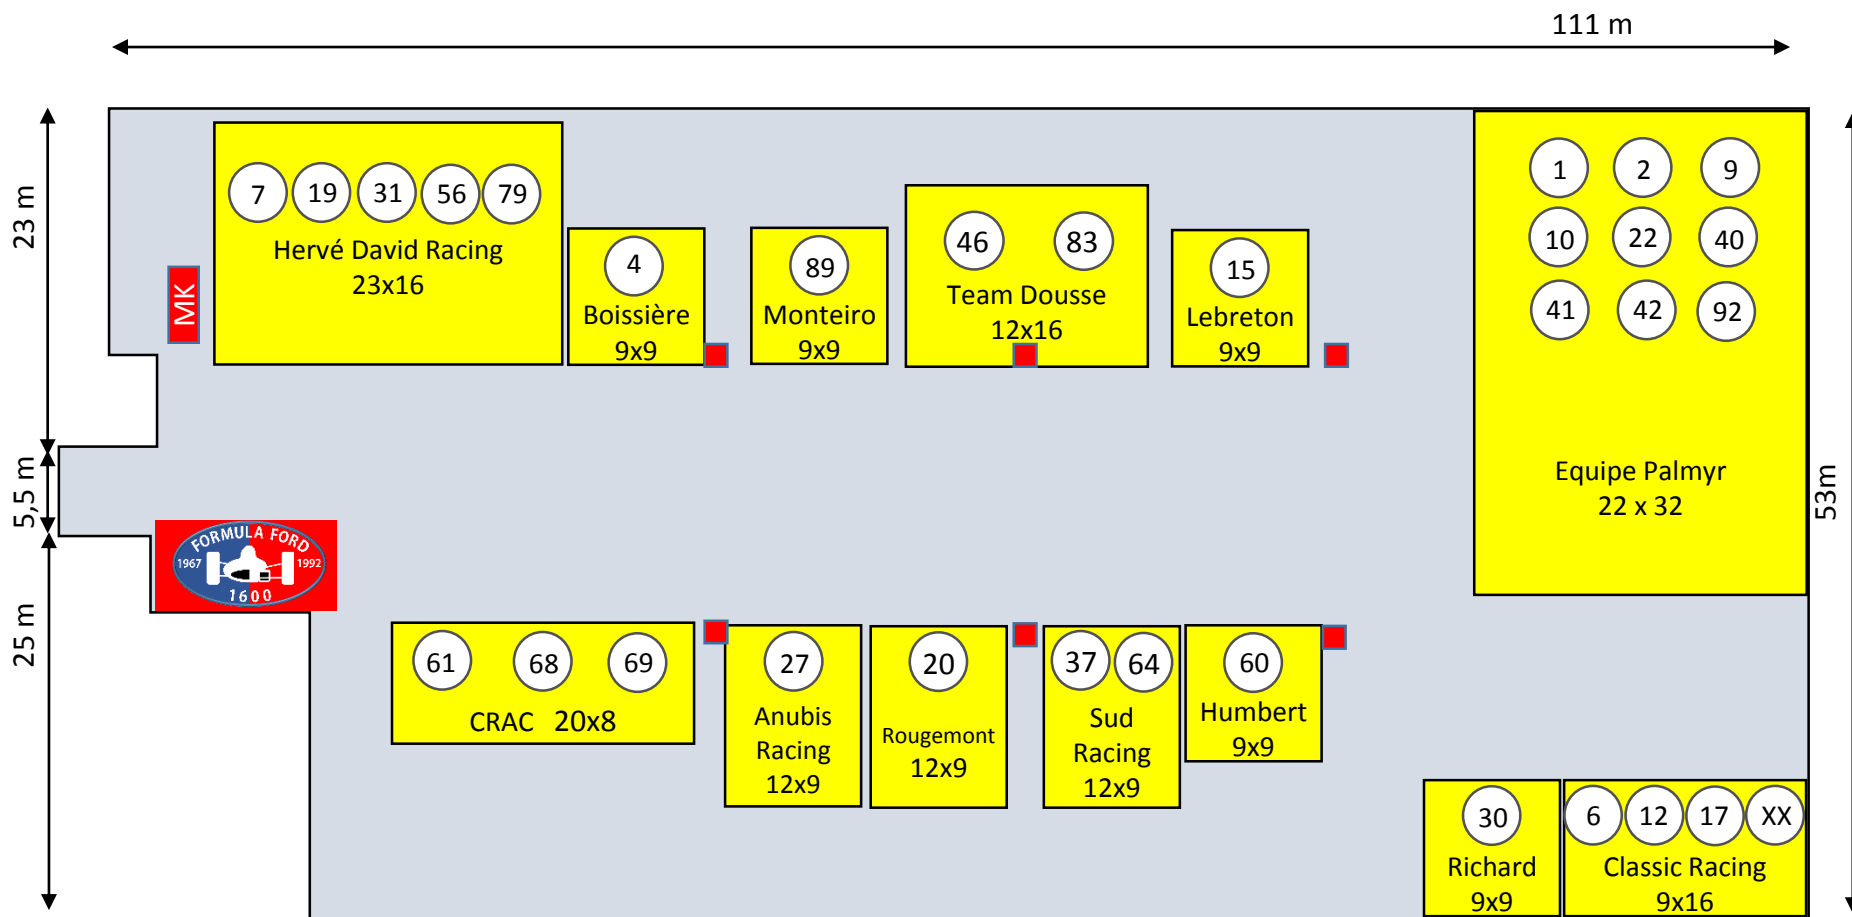 111 m
23 m
5,5 m
25 m
53m
MK
7 19 31 56 79
Hervé David Racing
23x16
4
Boissière
9x9
89
Monteiro
9x9
46 83
Team Dousse
12x16
15
Lebreton
9x9
1 2 9
10 22 40
41 42 92
Equipe Palmyr
22 x 32
FORMULA FORD
1967 1992
1600
61 68 69
CRAC 20x8
27
Anubis
Racing
12x9
20
Rougemont
12x9
37 64
Sud
Racing
12x9
60
Humbert
9x9
30
Richard
9x9
6 12 17 XX
Classic Racing
9x16